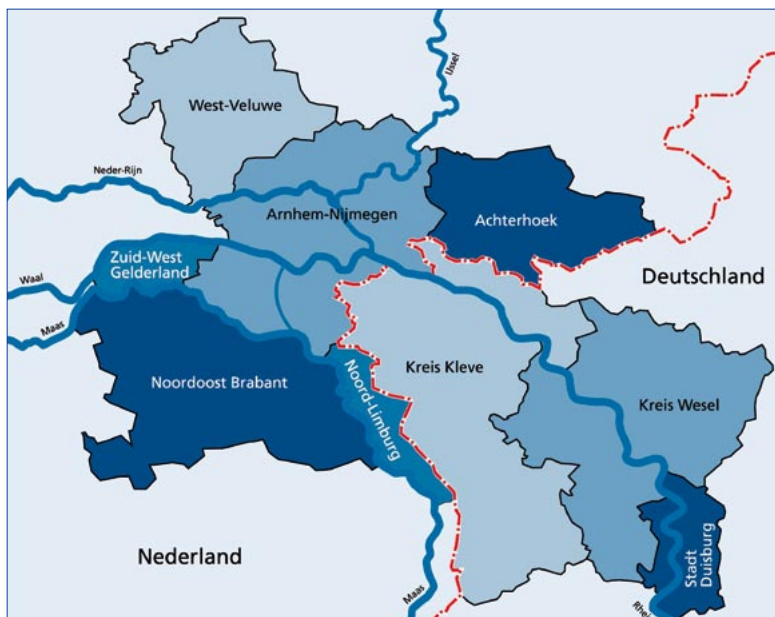 West-Veluwe
IJssel
Neder-Rijn
Arnhem-Nijmegen
Achterhoek
Zuid-West
Gelderland
Waal
Deutschland
Maas
Noordoost Brabant
Noord-Limburg
Kreis Kleve
Kreis Wesel
Nederland
Stadt
Duisburg
Maas